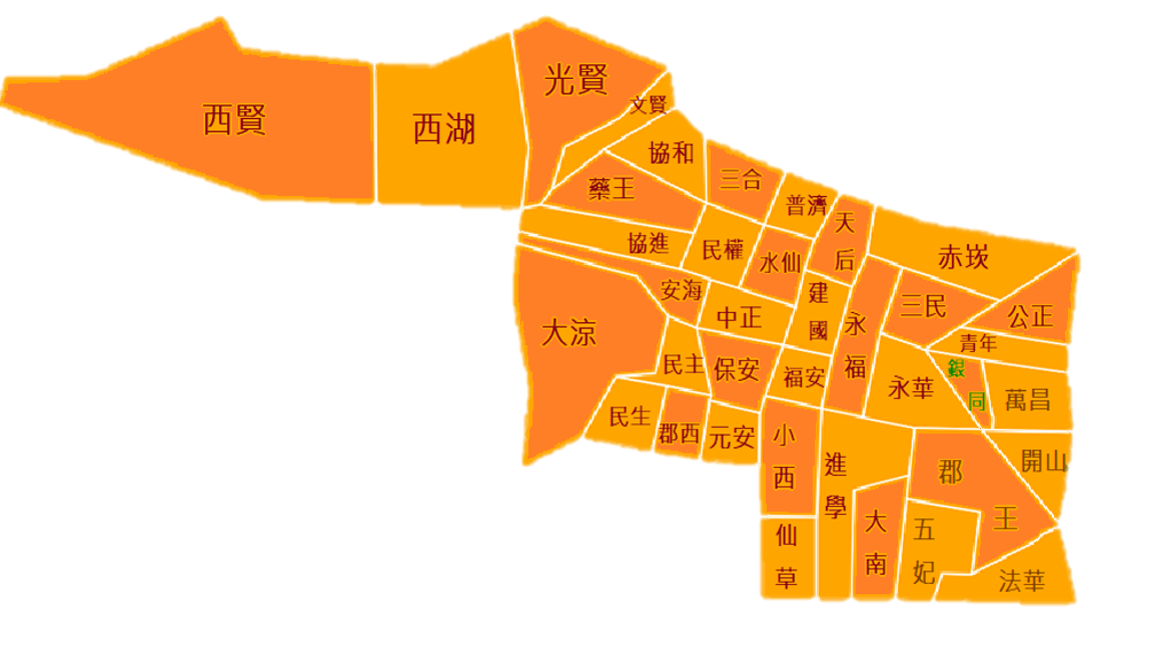 西賢
西湖
光賢
文賢
協和
三合
藥王
普濟
天后
協進
民權
水仙
赤崁
安海
中正
建國
永福
三民
公正
大涼
民主
保安
福安
永華
青年
銀同
萬昌
民生
郡西
元安
小西
進學
郡王
開山
仙草
大南
五妃
法華